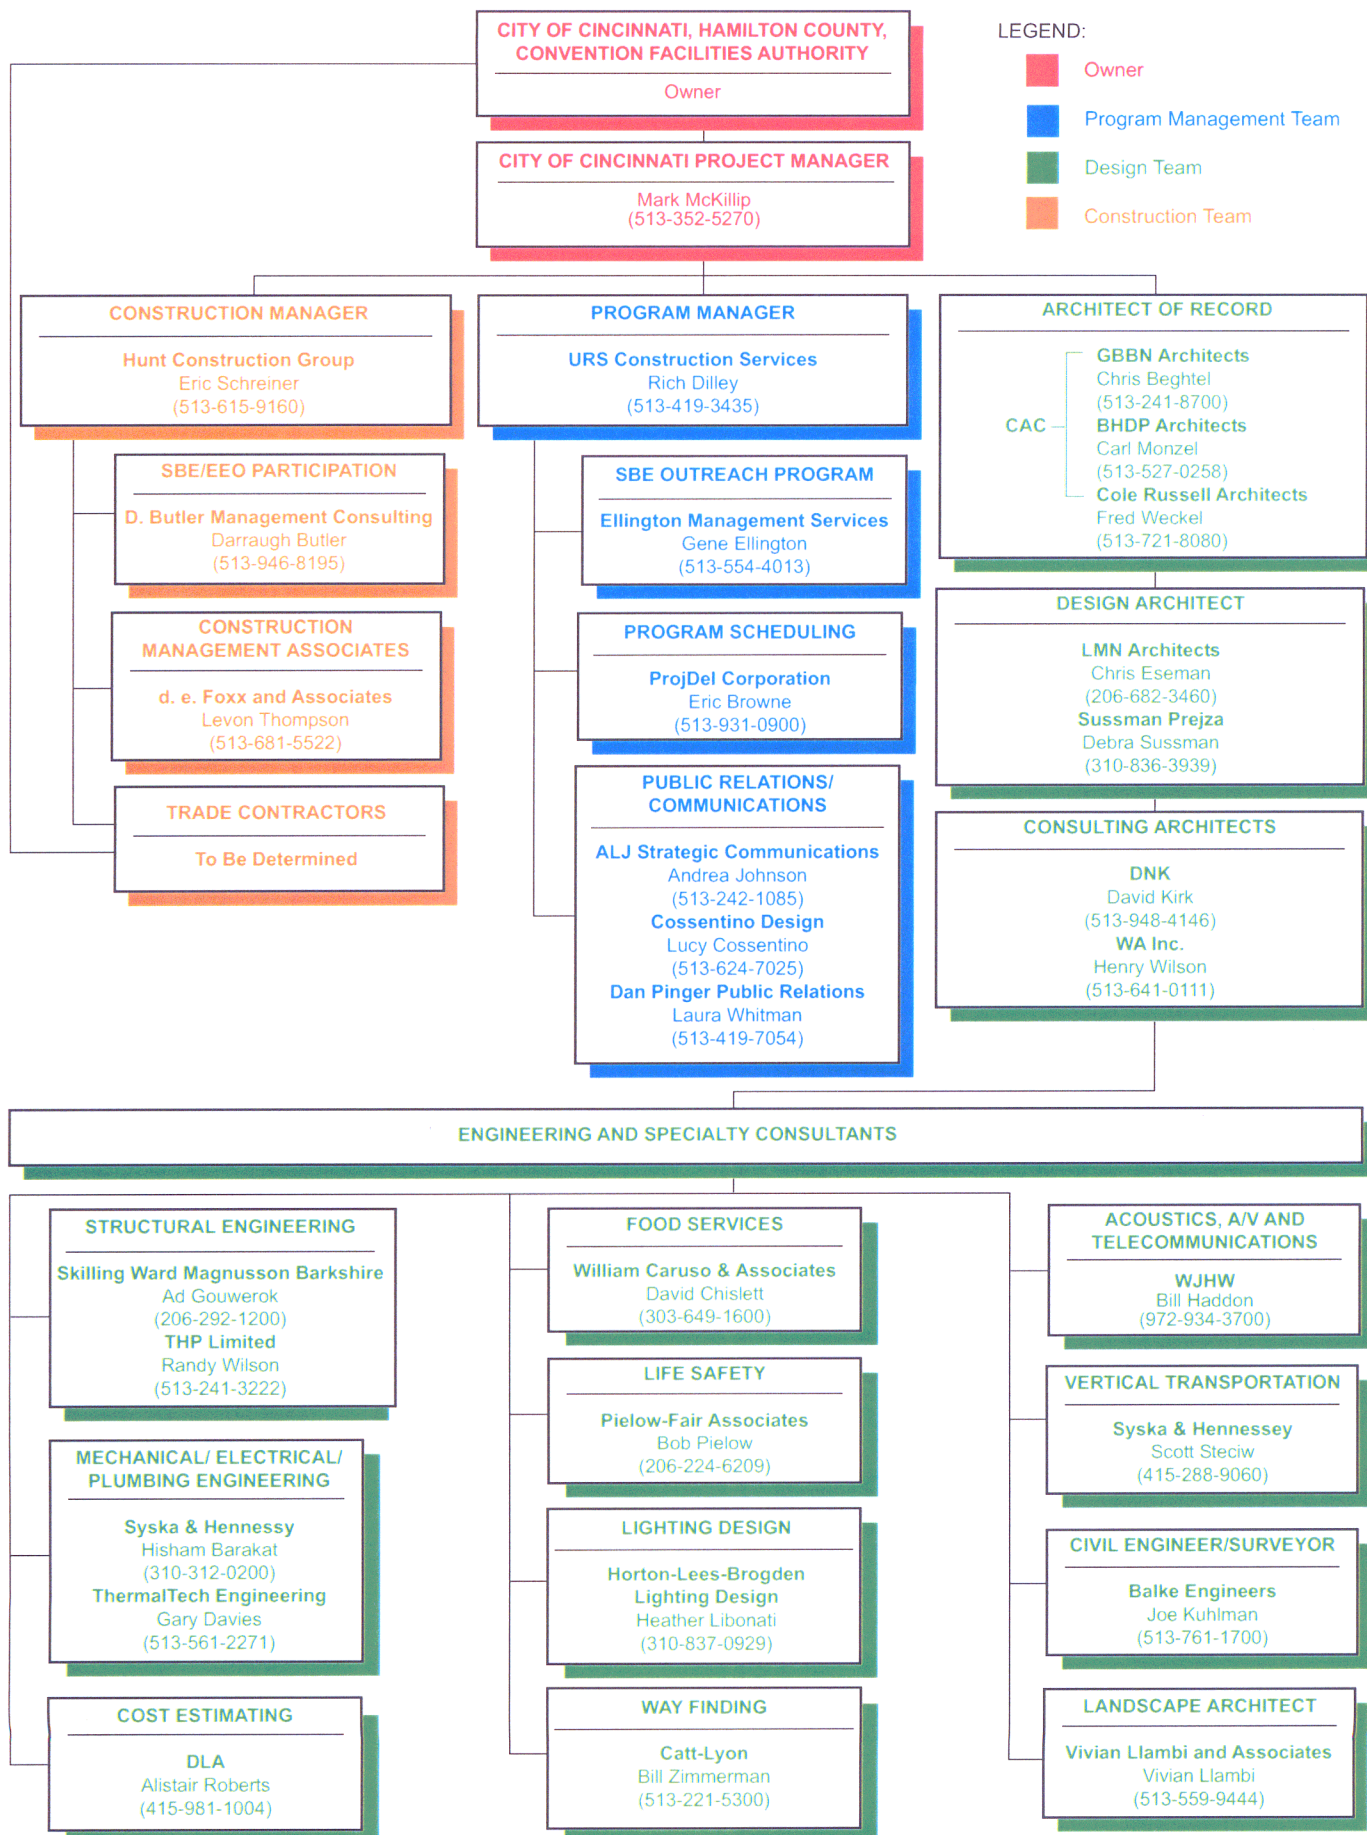 CITY OF CINCINNATI, HAMILTON COUNTY,
CONVENTION FACILITIES AUTHORITY
Owner
LEGEND:
Owner
Program Management Team
Design Team
Construction Team
CITY OF CINCINNATI PROJECT MANAGER
Mark McKillip
(513-352-5270)
CONSTRUCTION MANAGER
Hunt Construction Group
Eric Schreiner
(513-615-9160)
SBE/EEO PARTICIPATION
D. Butler Management Consulting
Darraugh Butler
(513-946-8195)
CONSTRUCTION
MANAGEMENT ASSOCIATES
d. e. Foxx and Associates
Levon Thompson
(513-681-5522)
TRADE CONTRACTORS
To Be Determined
PROGRAM MANAGER
URS Construction Services
Rich Dilley
(513-419-3435)
SBE OUTREACH PROGRAM
Ellington Management Services
Gene Ellington
(513-554-4013)
PROGRAM SCHEDULING
ProjDel Corporation
Eric Browne
(513-931-0900)
PUBLIC RELATIONS/
COMMUNICATIONS
ALJ Strategic Communications
Andrea Johnson
(513-242-1085)
Cossentino Design
Lucy Cossentino
(513-624-7025)
Dan Pinger Public Relations
Laura Whitman
(513-419-7054)
ARCHITECT OF RECORD
CAC
GBBN Architects
Chris Beghtel
(513-241-8700)
BHDP Architects
Carl Monzel
(513-527-0258)
Cole Russell Architects
Fred Weckel
(513-721-8080)
DESIGN ARCHITECT
LMN Architects
Chris Eseman
(206-682-3460)
Sussman Prejza
Debra Sussman
(310-836-3939)
CONSULTING ARCHITECTS
DNK
David Kirk
(513-948-4146)
WA Inc.
Henry Wilson
(513-641-0111)
ENGINEERING AND SPECIALTY CONSULTANTS
STRUCTURAL ENGINEERING
Skilling Ward Magnusson Barkshire
Ad Gouwerok
(206-292-1200)
THP Limited
Randy Wilson
(513-241-3222)
MECHANICAL/ ELECTRICAL/
PLUMBING ENGINEERING
Syska & Hennessy
Hisham Barakat
(310-312-0200)
ThermalTech Engineering
Gary Davies
(513-561-2271)
COST ESTIMATING
DLA
Alistair Roberts
(415-981-1004)
FOOD SERVICES
William Caruso & Associates
David Chislett
(303-649-1600)
LIFE SAFETY
Pielow-Fair Associates
Bob Pielow
(206-224-6209)
LIGHTING DESIGN
Horton-Lees-Brogden
Lighting Design
Heather Libonati
(310-837-0929)
WAY FINDING
Catt-Lyon
Bill Zimmerman
(513-221-5300)
ACOUSTICS, A/V AND
TELECOMMUNICATIONS
WJHW
Bill Haddon
(972-934-3700)
VERTICAL TRANSPORTATION
Syska & Hennessey
Scott Steciw
(415-288-9060)
CIVIL ENGINEER/SURVEYOR
Balke Engineers
Joe Kuhlman
(513-761-1700)
LANDSCAPE ARCHITECT
Vivian Llambi and Associates
Vivian Llambi
(513-559-9444)